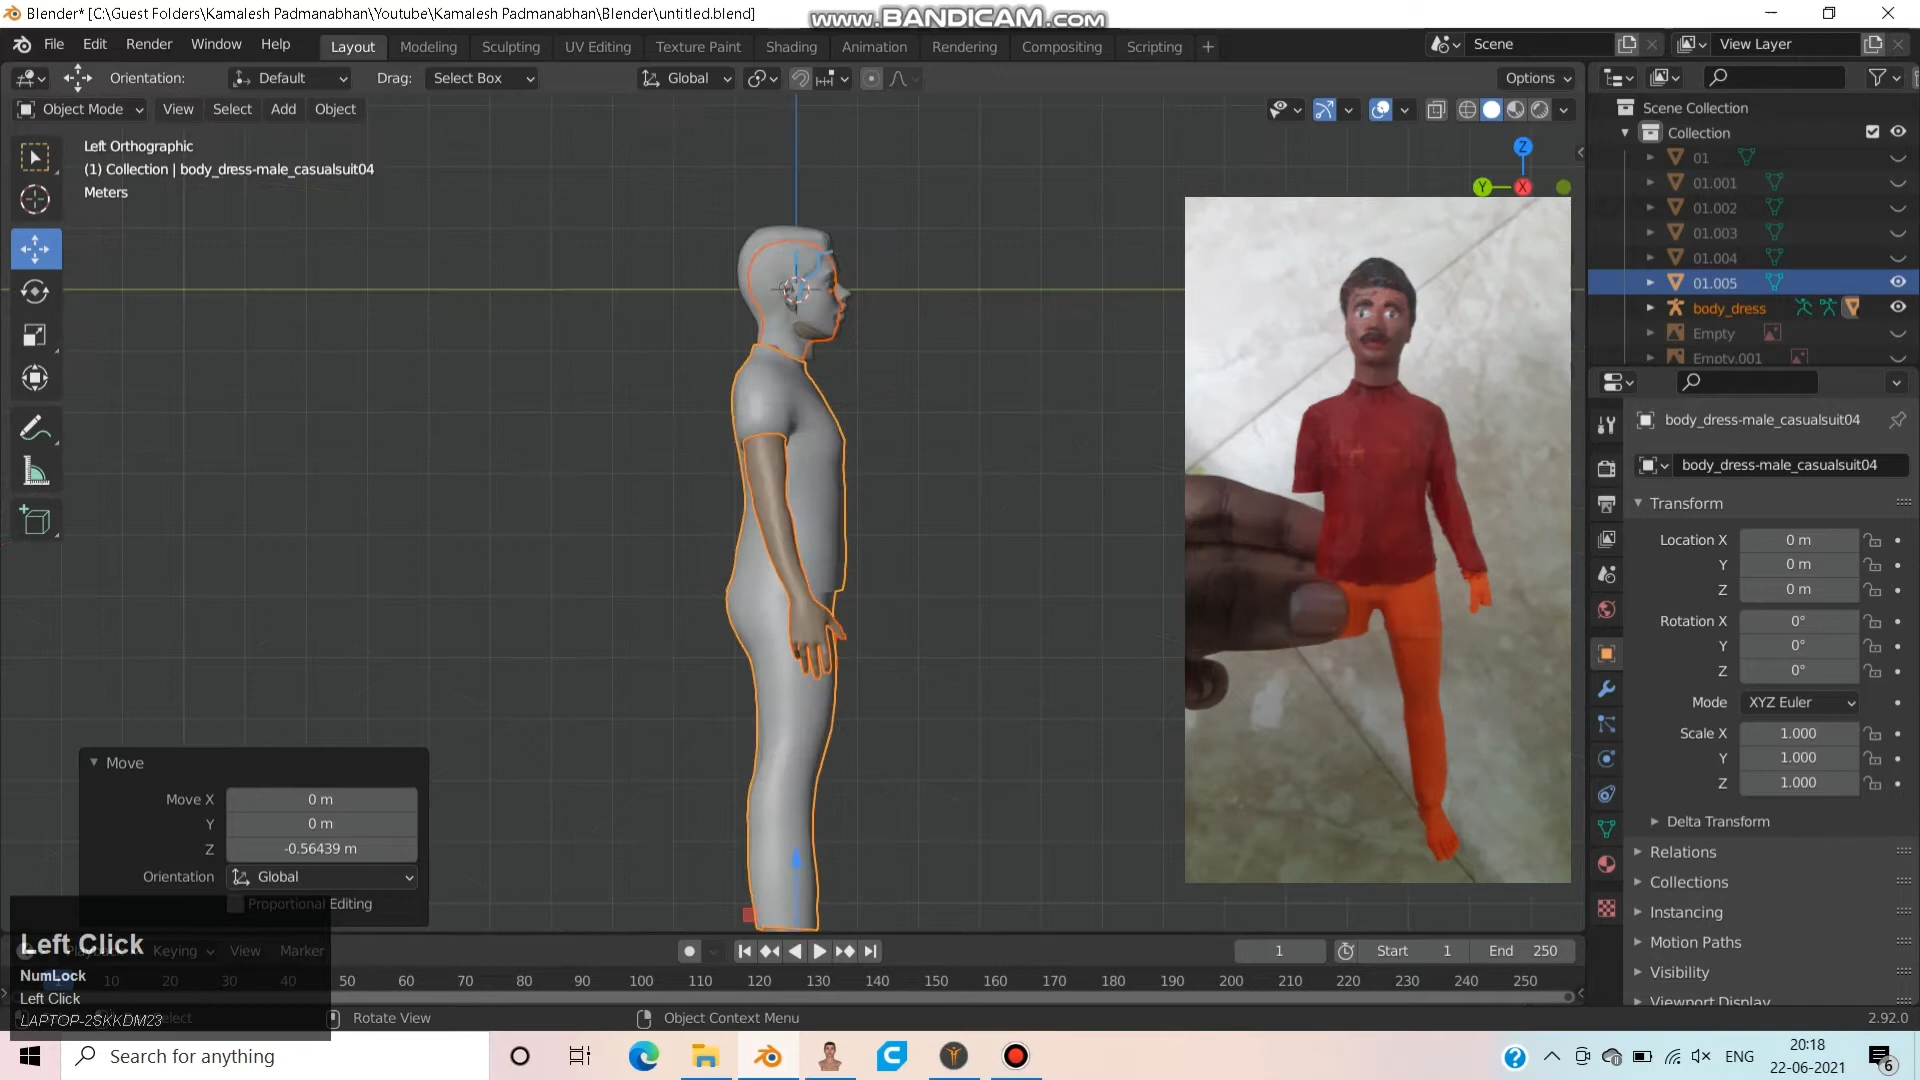 Blender* [C:\Guest Folders\Kamalesh Padmanabhan\Youtube\Kamalesh Padmanabhan\Blender\untitled.blend]
www.BANDICAM.com
File Edit Render Window Help
Layout Modeling Sculpting UV Editing Texture Paint Shading Animation Rendering Compositing Scripting +
Scene
View Layer
Orientation: Default Drag: Select Box
Global
Options
Object Mode View Select Add Object
Left Orthographic
(1) Collection | body_dress-male_casualsuit04
Meters
Z
Y
X
Scene Collection
Collection
01
01.001
01.002
01.003
01.004
01.005
body_dress
Empty
Empty.001
body_dress-male_casualsuit04
body_dress-male_casualsuit04
Transform
Location X 0 m
Y 0 m
Z 0 m
Rotation X 0°
Y 0°
Z 0°
Mode XYZ Euler
Scale X 1.000
Y 1.000
Z 1.000
Delta Transform
Relations
Collections
Instancing
Motion Paths
Visibility
Viewport Display
Move
Move X 0 m
Y 0 m
Z -0.56439 m
Orientation Global
Proportional Editing
Left Click
NumLock
Left Click
LAPTOP-2SKKDM23
Playback Keying View Marker
1 Start 1 End 250
1 10 20 30 40 50 60 70 80 90 100 110 120 130 140 150 160 170 180 190 200 210 220 230 240 250
Select
Rotate View
Object Context Menu
2.92.0
Search for anything
ENG
20:18
22-06-2021
6